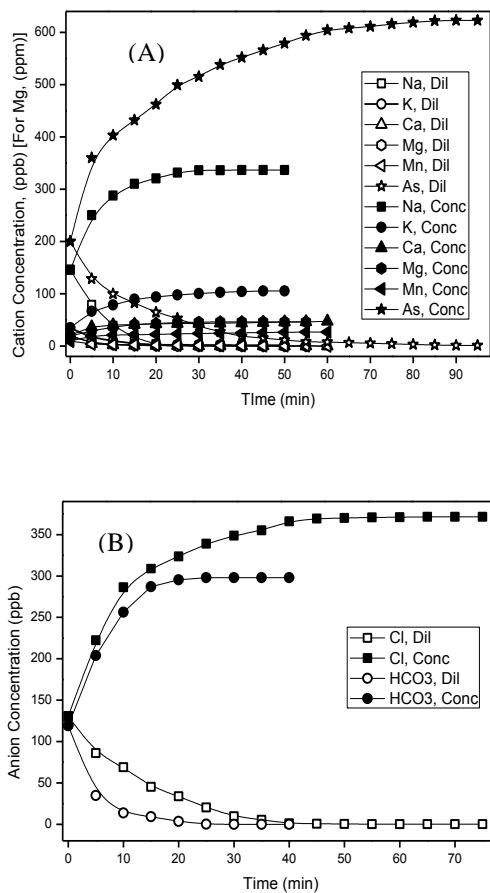 (A)
Cation Concentration, (ppb) [For Mg, (ppm)]
600
500
400
300
200
100
0
Na, Dil
K, Dil
Ca, Dil
Mg, Dil
Mn, Dil
As, Dil
Na, Conc
K, Conc
Ca, Conc
Mg, Conc
Mn, Conc
As, Conc
0 10 20 30 40 50 60 70 80 90
TIme (min)
(B)
Anion Concentration (ppb)
350
300
250
200
150
100
50
0
Cl, Dil
Cl, Conc
HCO3, Dil
HCO3, Conc
0 10 20 30 40 50 60 70
Time (min)